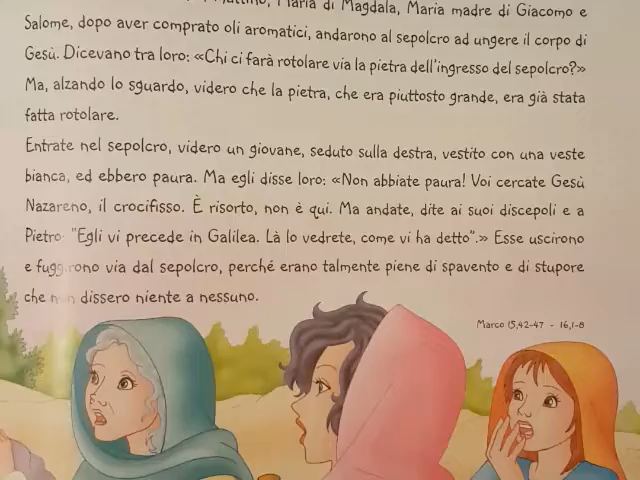 Maria di Magdala, Maria madre di Giacomo e
Salome, dopo aver comprato oli aromatici, andarono al sepolcro ad ungere il corpo di
Gesù. Dicevano tra loro: «Chi ci farà rotolare via la pietra dell'ingresso del sepolcro?»
Ma, alzando lo sguardo, videro che la pietra, che era piuttosto grande, era già stata
fatta rotolare.
Entrate nel sepolcro, videro un giovane, seduto sulla destra, vestito con una veste
bianca, ed ebbero paura. Ma egli disse loro: «Non abbiate paura! Voi cercate Gesù
Nazareno, il crocifisso. È risorto, non è qui. Ma andate, dite ai suoi discepoli e a
Pietro: "Egli vi precede in Galilea. Là lo vedrete, come vi ha detto".» Esse uscirono
e fuggirono via dal sepolcro, perché erano talmente piene di spavento e di stupore
che non dissero niente a nessuno.
Marco 15,42-47 - 16,1-8